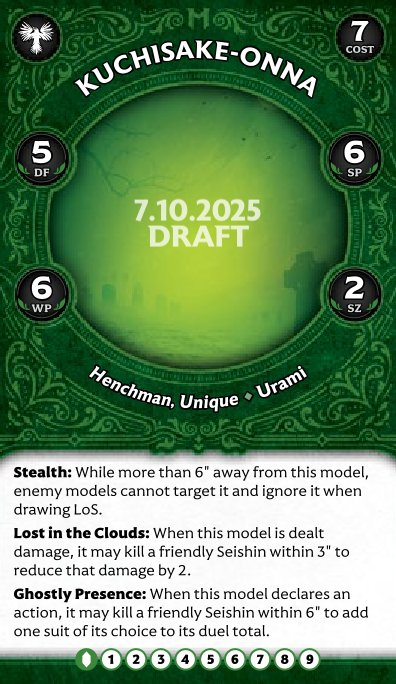 7
COST
KUCHISAKE-ONNA
5
DF
6
SP
7.10.2025
DRAFT
6
WP
2
SZ
Henchman, Unique ◆ Urami
Stealth: While more than 6" away from this model,
enemy models cannot target it and ignore it when
drawing LoS.
Lost in the Clouds: When this model is dealt
damage, it may kill a friendly Seishin within 3" to
reduce that damage by 2.
Ghostly Presence: When this model declares an
action, it may kill a friendly Seishin within 6" to add
one suit of its choice to its duel total.
1 2 3 4 5 6 7 8 9